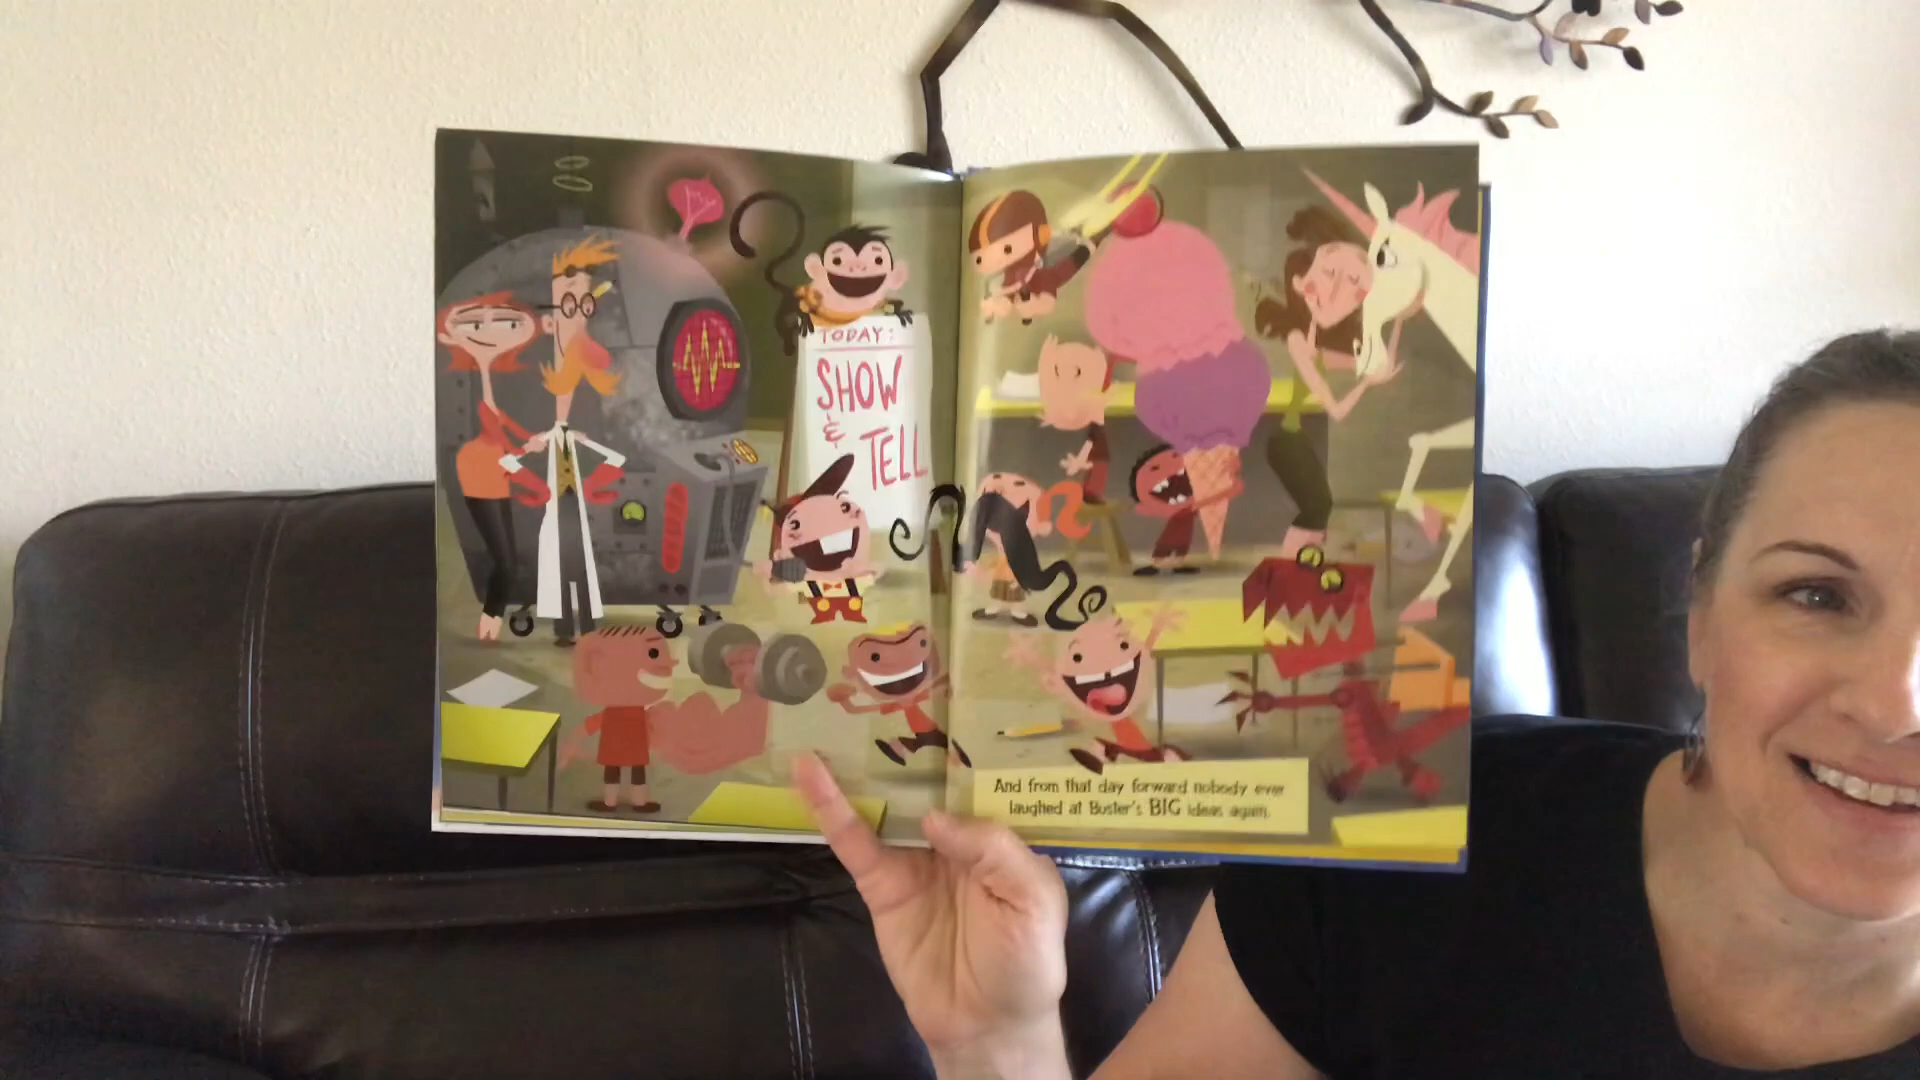 TODAY:
SHOW
&
TELL
And from that day forward nobody ever
laughed at Buster's BIG ideas again.